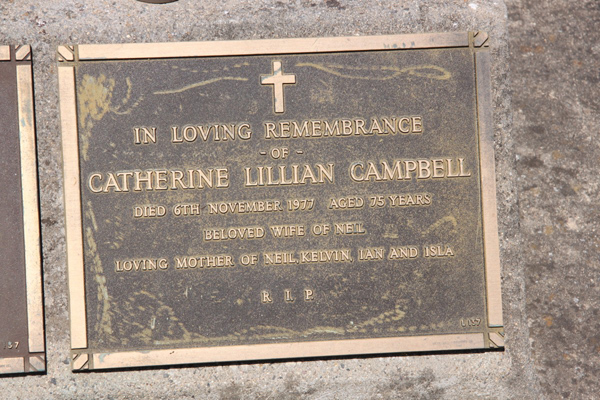 IN LOVING REMEMBRANCE
- OF -
CATHERINE LILLIAN CAMPBELL
DIED 6TH NOVEMBER 1977 AGED 75 YEARS
BELOVED WIFE OF NEIL
LOVING MOTHER OF NEIL, KELVIN, IAN AND ISLA
R.I.P.
37